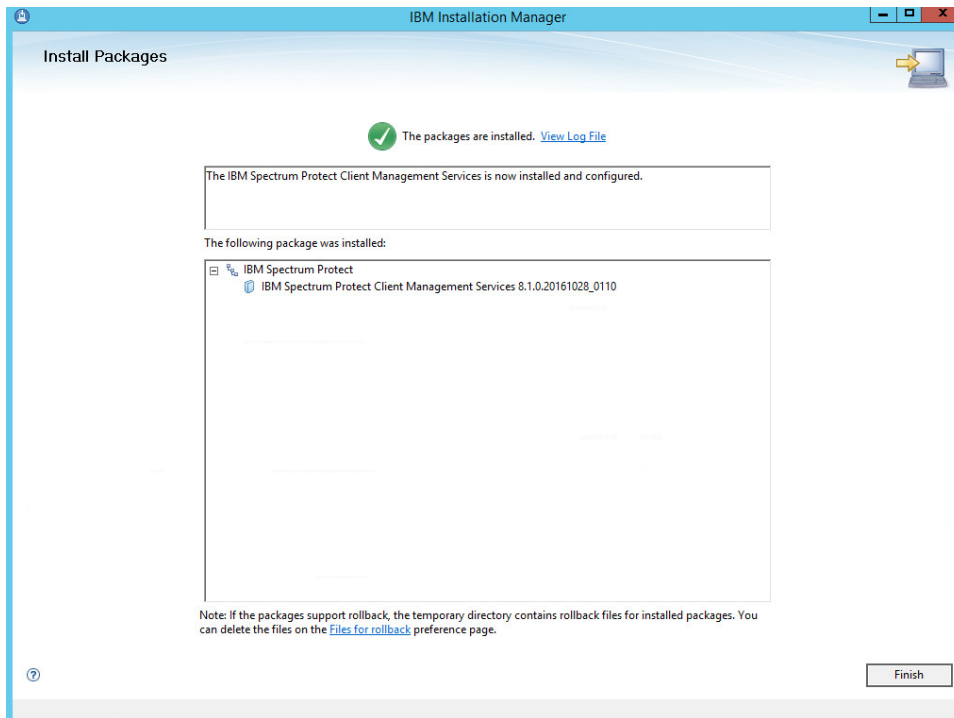 IBM Installation Manager
Install Packages
The packages are installed. View Log File
The IBM Spectrum Protect Client Management Services is now installed and configured.
The following package was installed:
IBM Spectrum Protect
IBM Spectrum Protect Client Management Services 8.1.0.20161028_0110
Note: If the packages support rollback, the temporary directory contains rollback files for installed packages. You
can delete the files on the Files for rollback preference page.
Finish